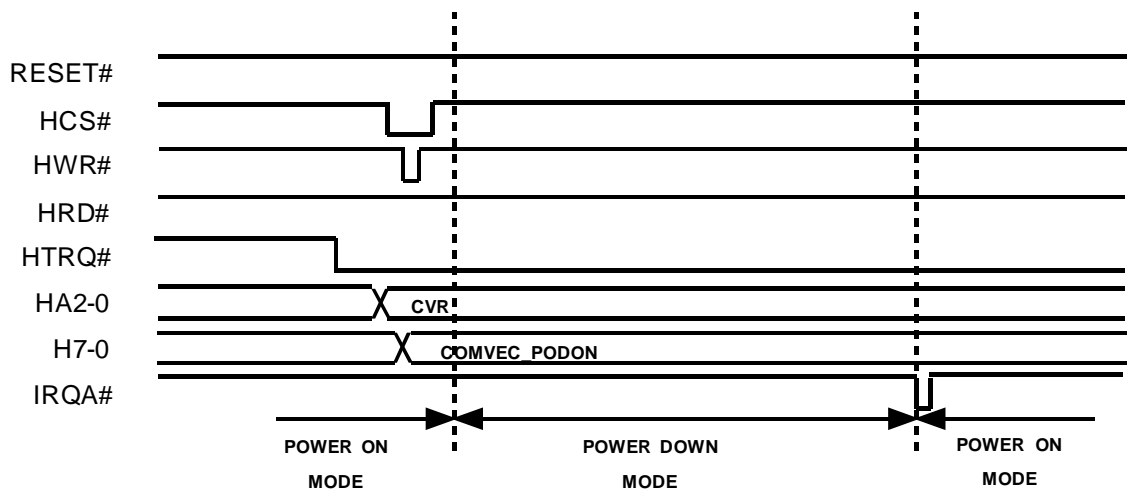 RESET#
HCS#
HWR#
HRD#
HTRQ#
HA2-0
CVR
H7-0
COMVEC_PODON
IRQA#
POWER ON
MODE
POWER DOWN
MODE
POWER ON
MODE